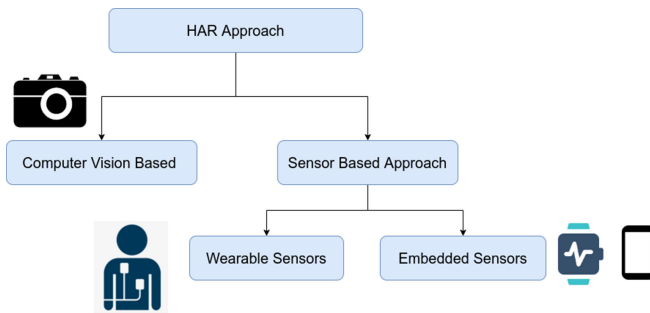 HAR Approach
Computer Vision Based
Sensor Based Approach
Wearable Sensors
Embedded Sensors